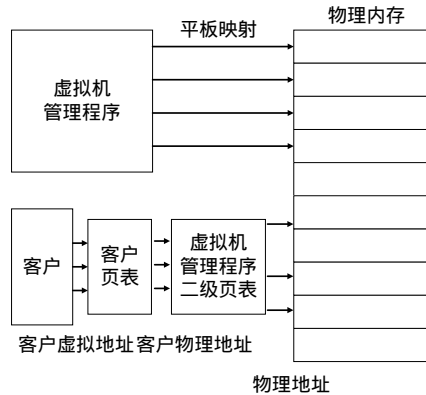 物理内存
平板映射
虚拟机
管理程序
客户
客户
页表
虚拟机
管理程序
二级页表
客户虚拟地址 客户物理地址
物理地址